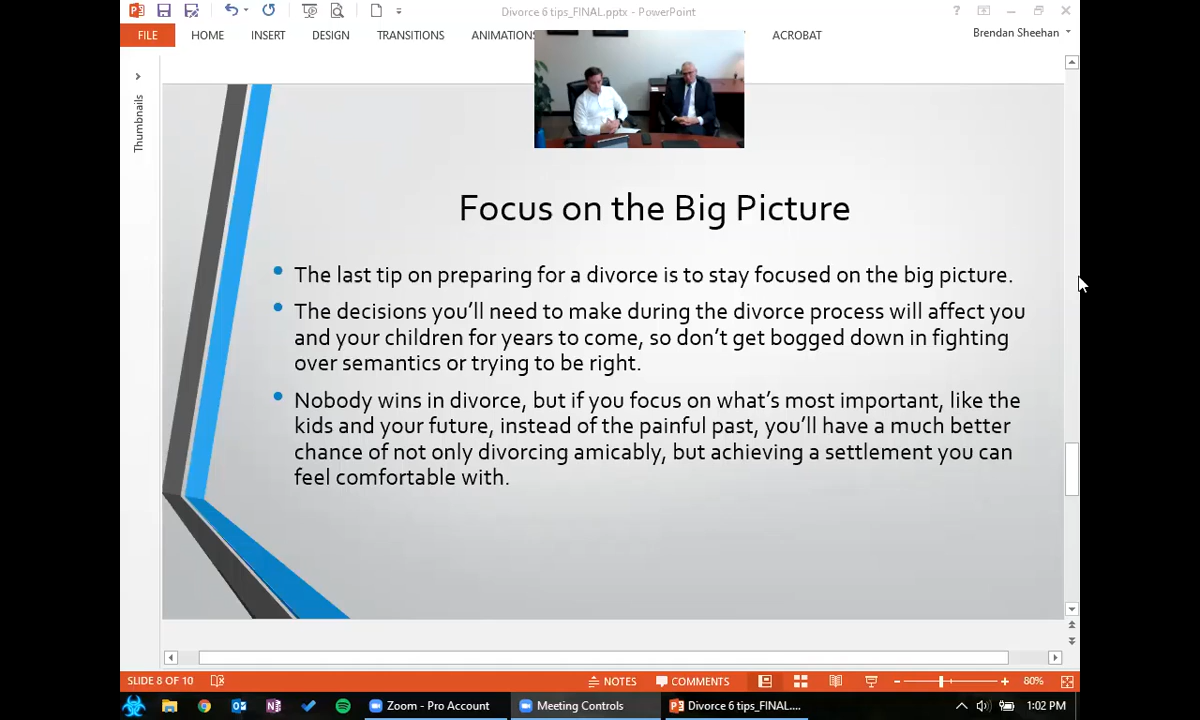 Divorce 6 tips_FINAL.pptx - PowerPoint
?
FILE HOME INSERT DESIGN TRANSITIONS ANIMATIONS ACROBAT
Brendan Sheehan
Thumbnails
Focus on the Big Picture
The last tip on preparing for a divorce is to stay focused on the big picture.
The decisions you’ll need to make during the divorce process will affect you
and your children for years to come, so don’t get bogged down in fighting
over semantics or trying to be right.
Nobody wins in divorce, but if you focus on what’s most important, like the
kids and your future, instead of the painful past, you’ll have a much better
chance of not only divorcing amicably, but achieving a settlement you can
feel comfortable with.
SLIDE 8 OF 10 NOTES COMMENTS 80%
Zoom - Pro Account Meeting Controls Divorce 6 tips_FINAL.... 1:02 PM